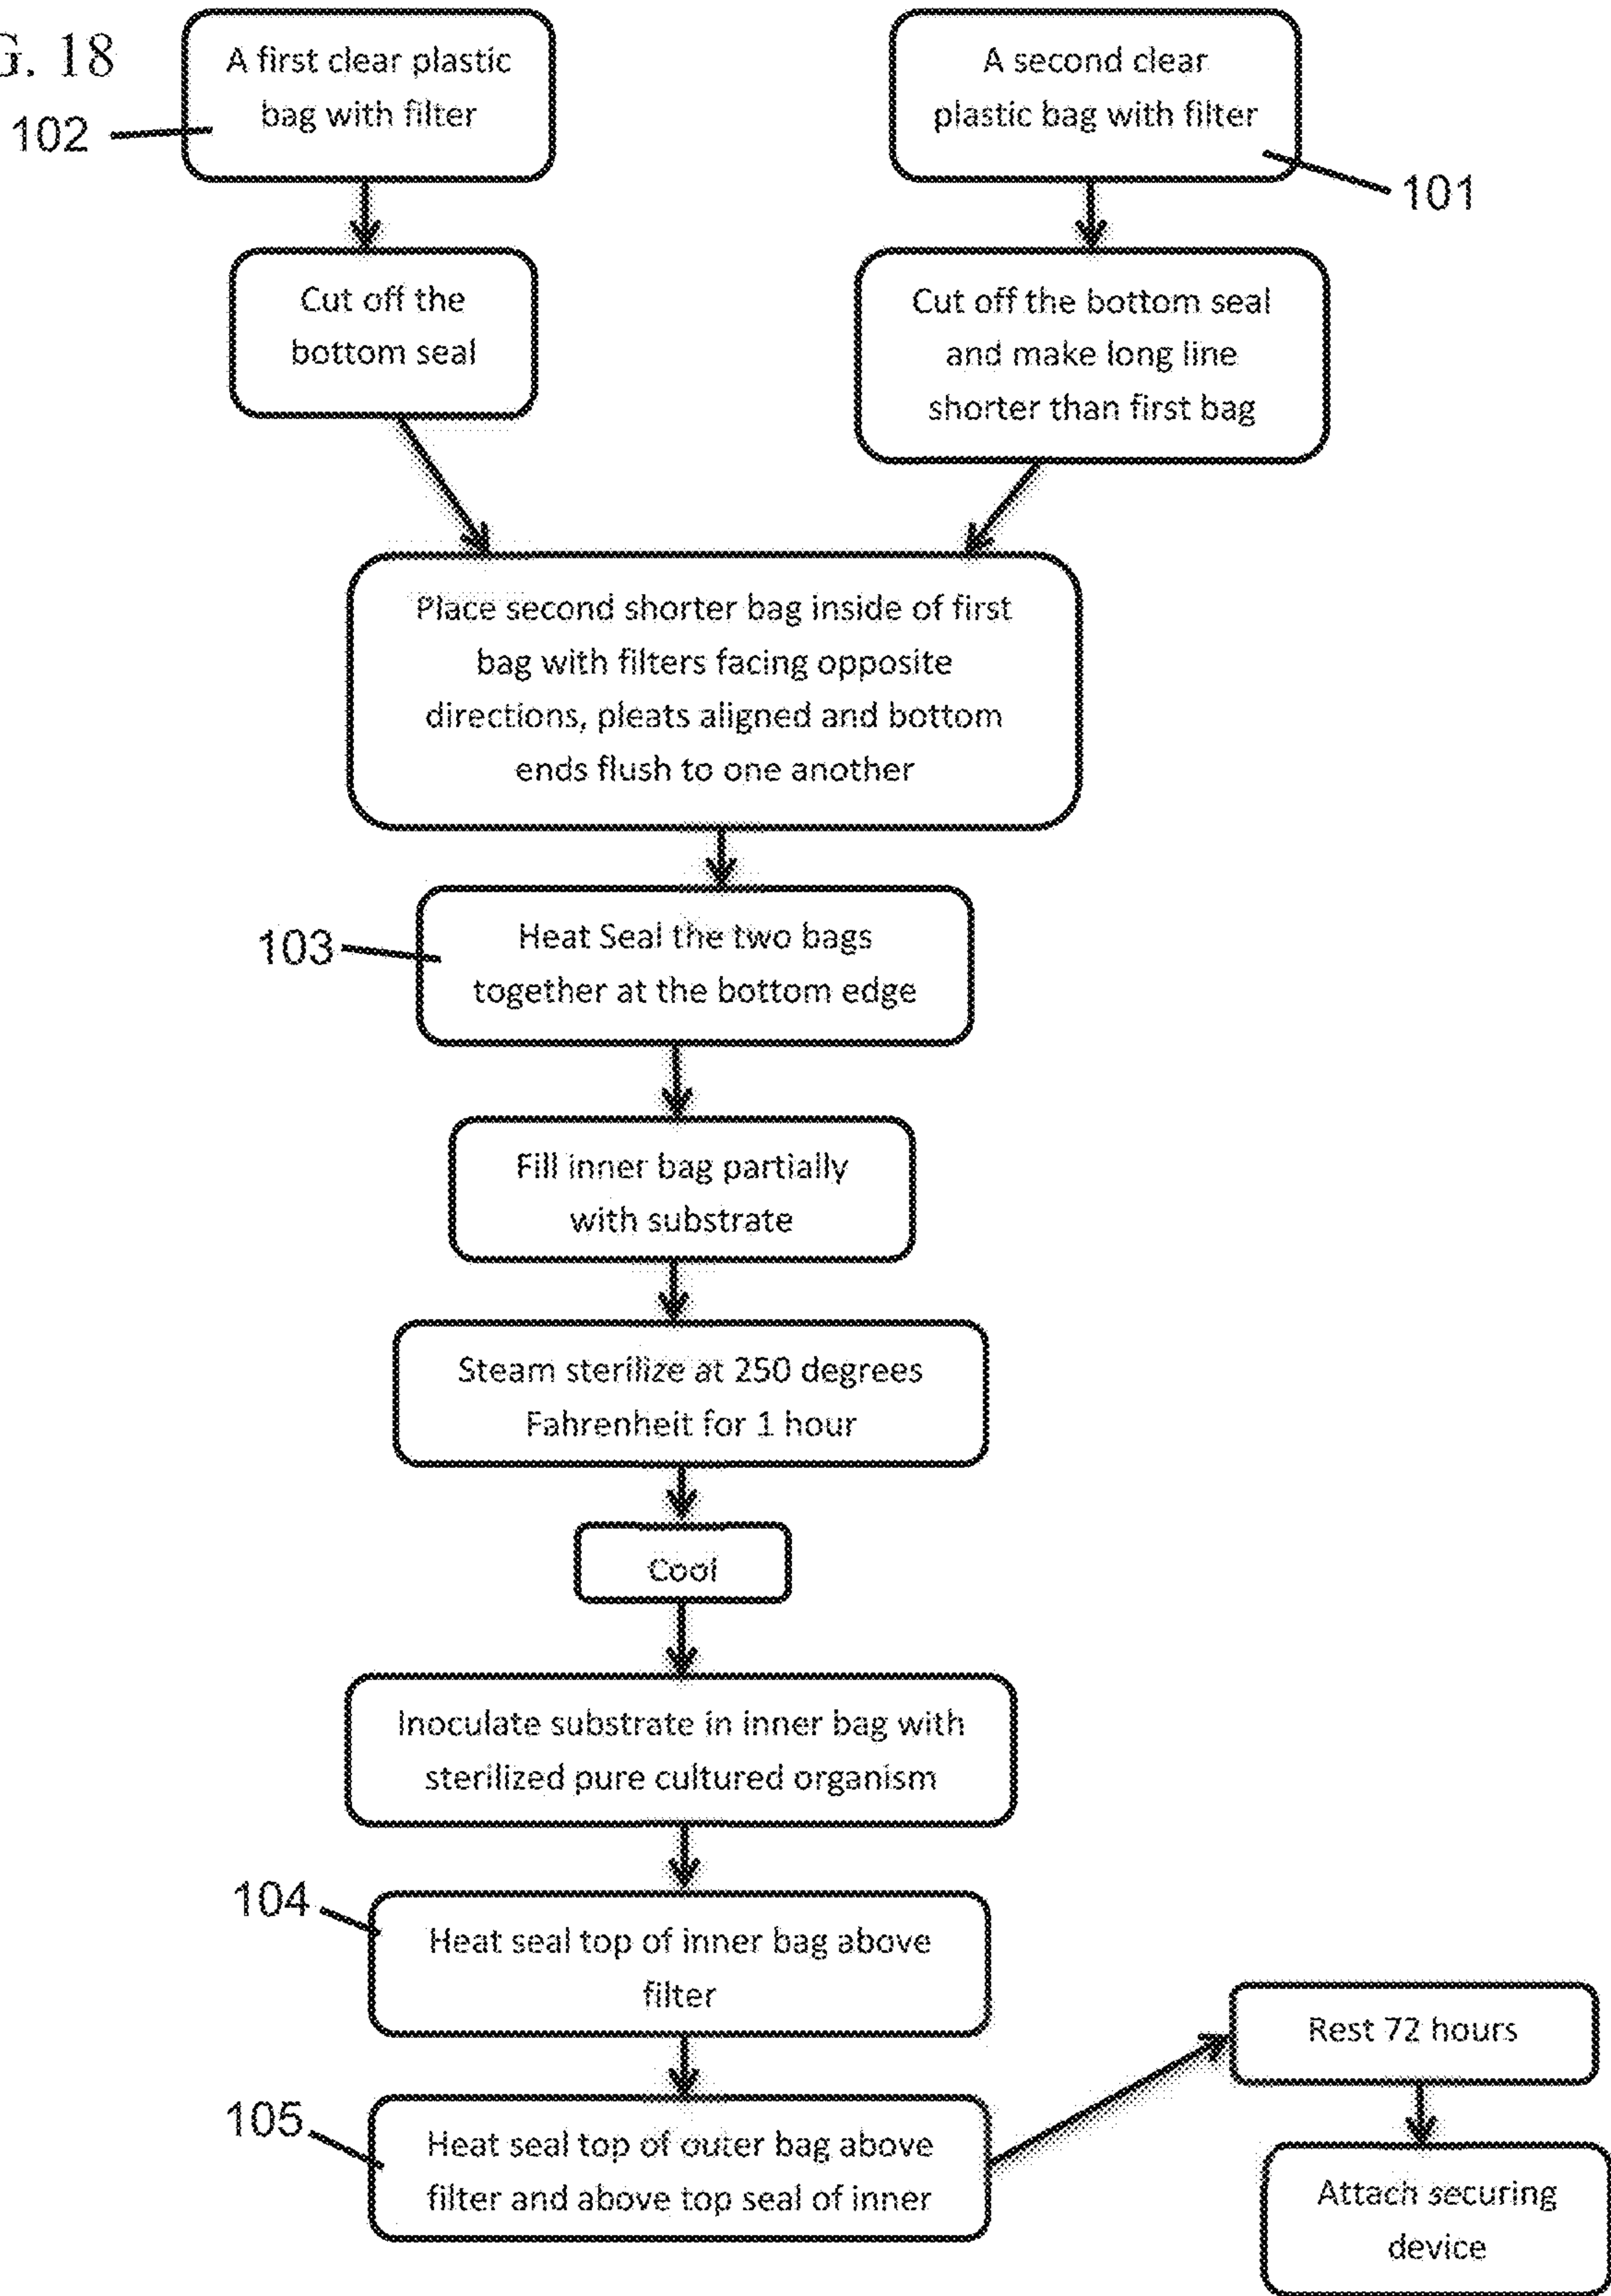 G. 18
A first clear plastic
bag with filter
102
A second clear
plastic bag with filter
101
Cut off the
bottom seal
Cut off the bottom seal
and make long line
shorter than first bag
Place second shorter bag inside of first
bag with filters facing opposite
directions, pleats aligned and bottom
ends flush to one another
103
Heat Seal the two bags
together at the bottom edge
Fill inner bag partially
with substrate
Steam sterilize at 250 degrees
Fahrenheit for 1 hour
Cool
Inoculate substrate in inner bag with
sterilized pure cultured organism
104
Heat seal top of inner bag above
filter
105
Heat seal top of outer bag above
filter and above top seal of inner
Rest 72 hours
Attach securing
device